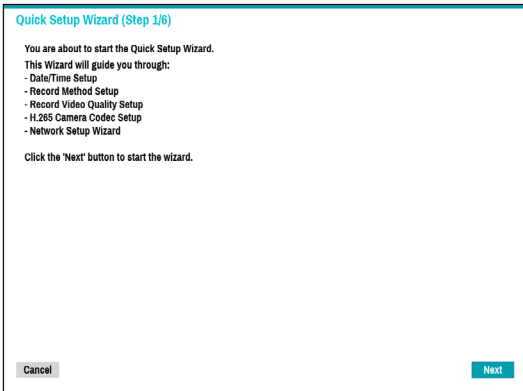 Quick Setup Wizard (Step 1/6)
You are about to start the Quick Setup Wizard.
This Wizard will guide you through:
- Date/Time Setup
- Record Method Setup
- Record Video Quality Setup
- H.265 Camera Codec Setup
- Network Setup Wizard
Click the 'Next' button to start the wizard.
Cancel
Next